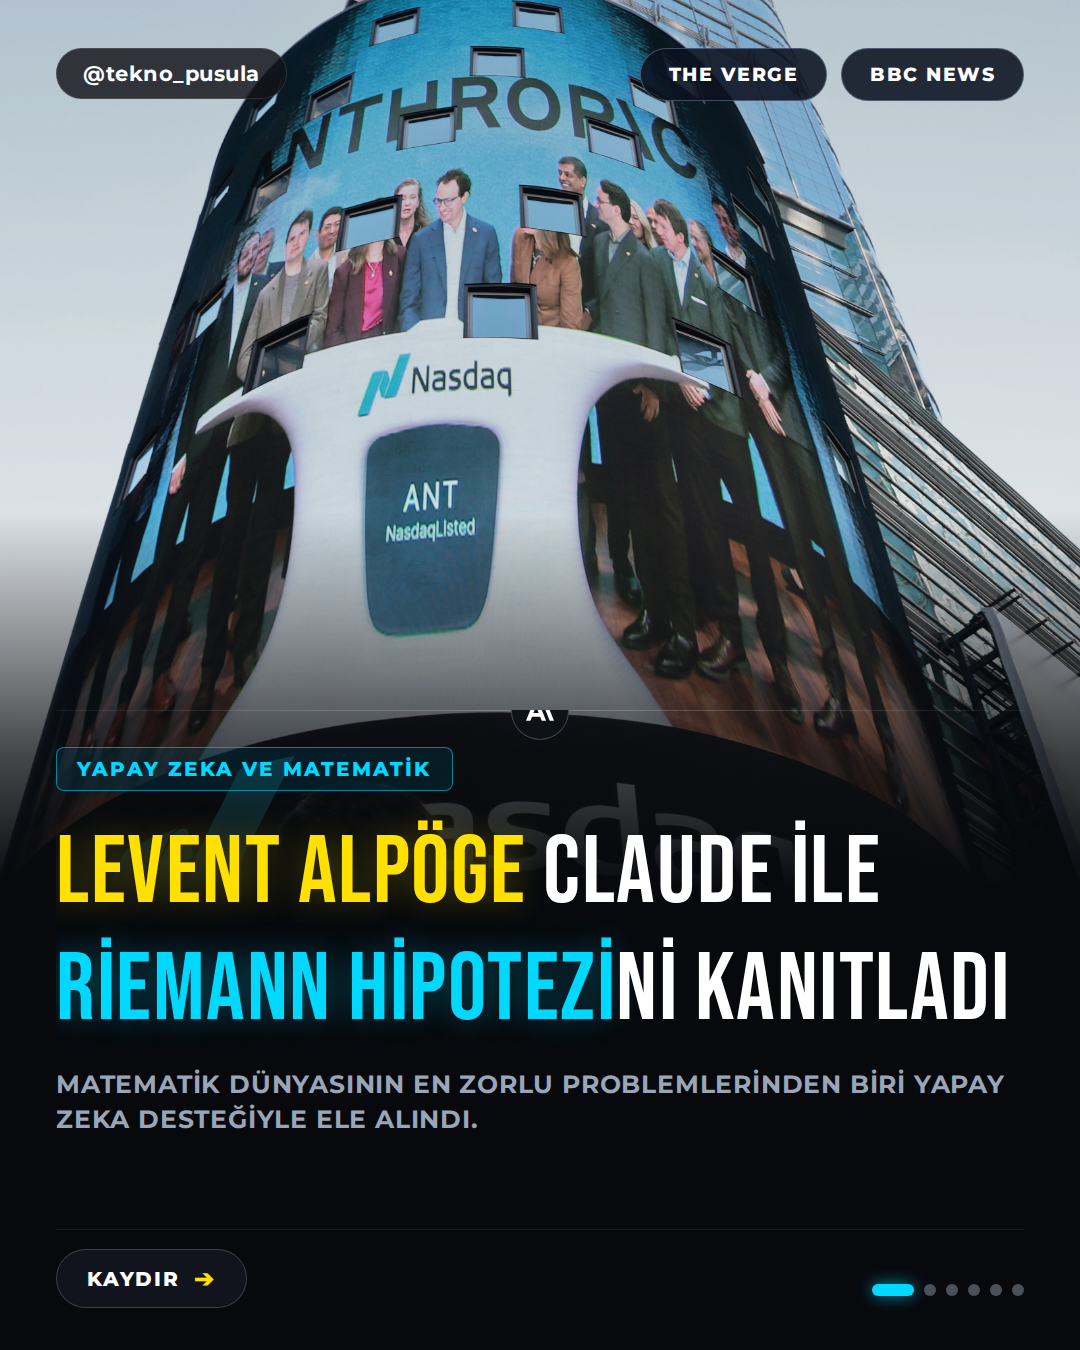 @tekno_pusula
THE VERGE
BBC NEWS
ANTHROPIC
Nasdaq
ANT
NasdaqListed
YAPAY ZEKA VE MATEMATİK
LEVENT ALPÖGE CLAUDE İLE
RİEMANN HİPOTEZİNİ KANITLADI
MATEMATİK DÜNYASININ EN ZORLU PROBLEMLERİNDEN BİRİ YAPAY
ZEKA DESTEĞİYLE ELE ALINDI.
KAYDIR ➔